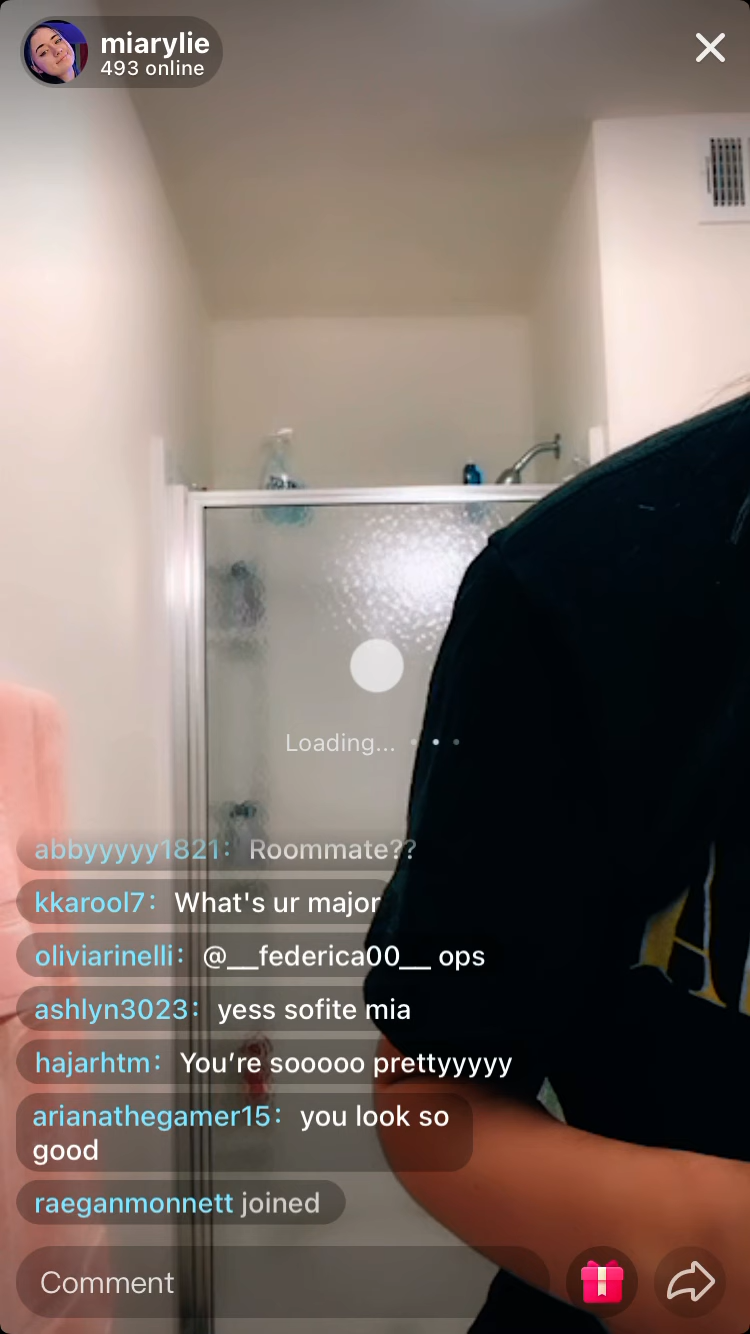 miarylie
493 online
Loading...
abbyyyyy1821: Roommate??
kkarool7: What's ur major
oliviarinelli: @__federica00__ ops
ashlyn3023: yess sofite mia
hajarhtm: You’re sooooo prettyyyyy
arianathegamer15: you look so
good
raeganmonnett joined
Comment